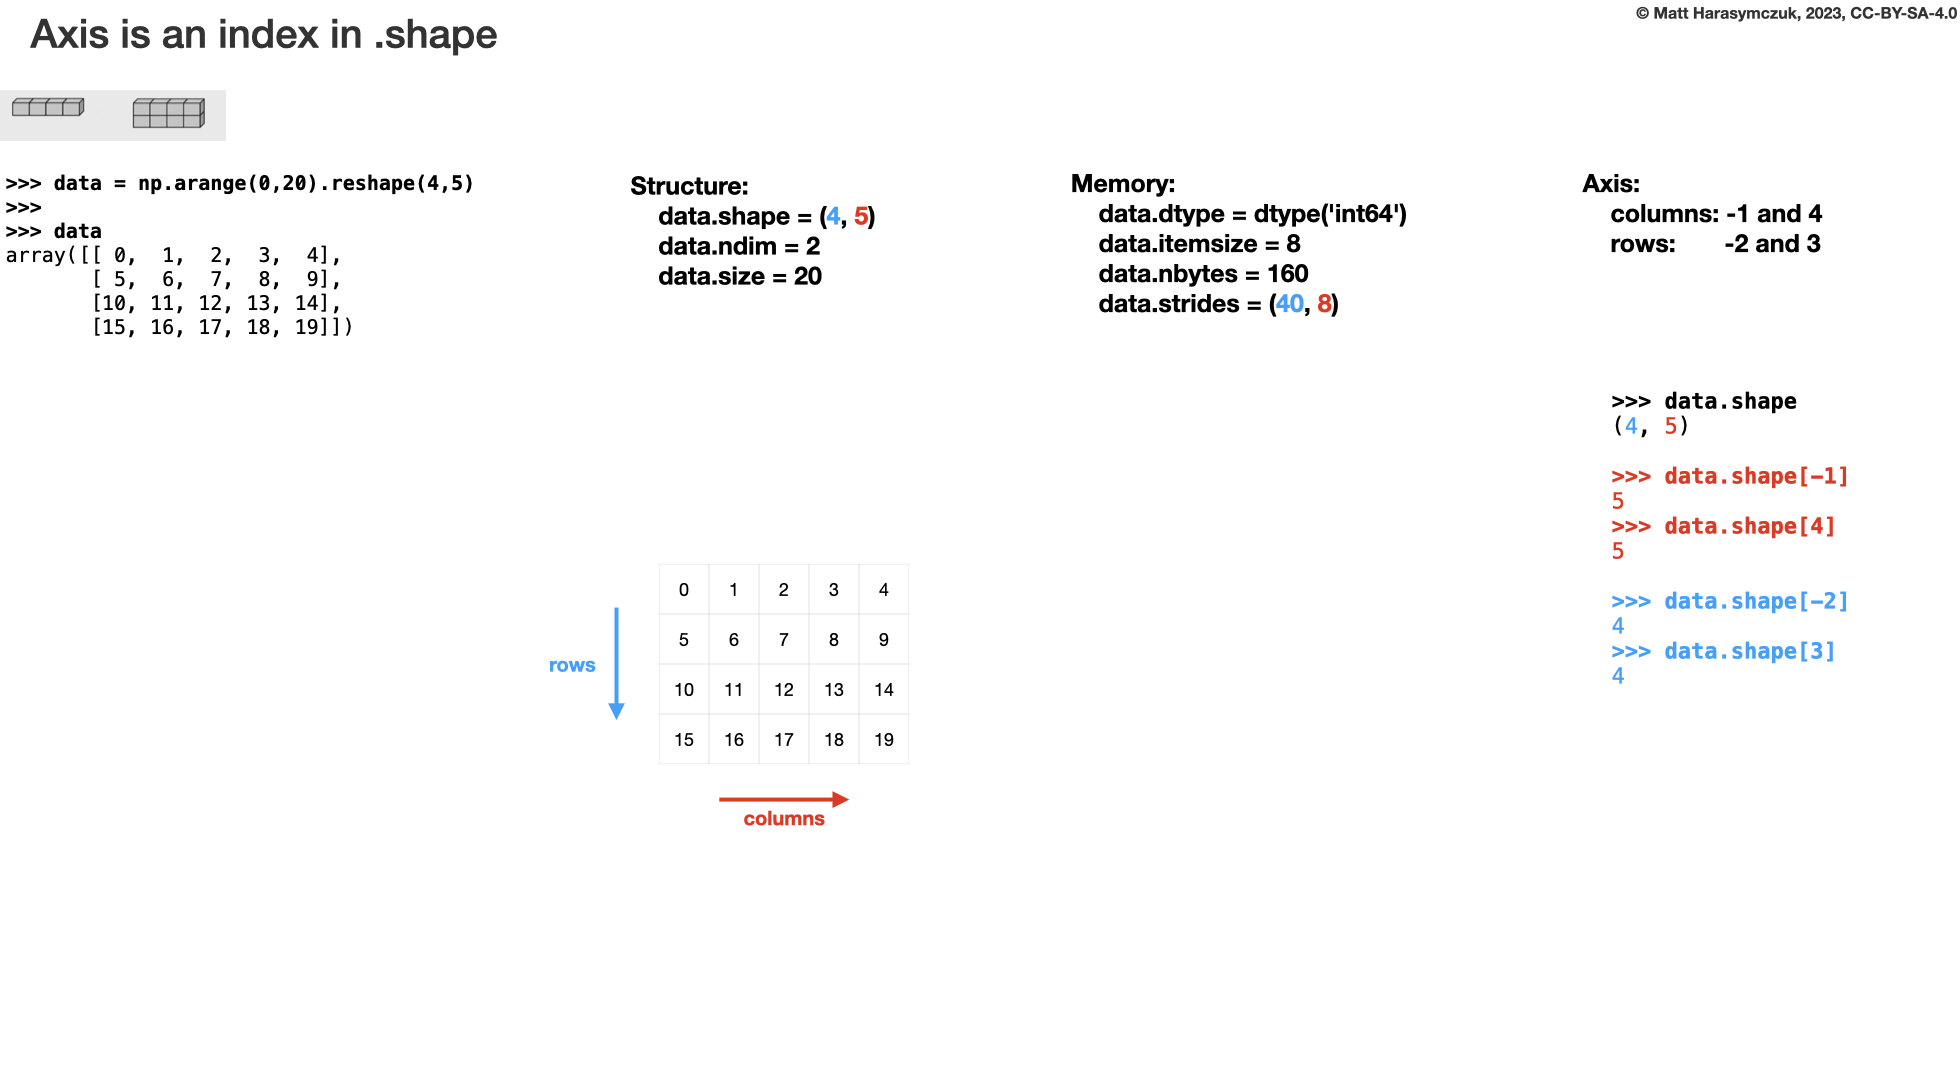 © Matt Harasymczuk, 2023, CC-BY-SA-4.0
Axis is an index in .shape
>>> data = np.arange(0,20).reshape(4,5)
>>>
>>> data
array([[ 0,  1,  2,  3,  4],
       [ 5,  6,  7,  8,  9],
       [10, 11, 12, 13, 14],
       [15, 16, 17, 18, 19]])
Structure:
data.shape = (4, 5)
data.ndim = 2
data.size = 20
Memory:
data.dtype = dtype('int64')
data.itemsize = 8
data.nbytes = 160
data.strides = (40, 8)
Axis:
columns: -1 and 4
rows: -2 and 3
>>> data.shape
(4, 5)
>>> data.shape[-1]
5
>>> data.shape[4]
5
>>> data.shape[-2]
4
>>> data.shape[3]
4
0 1 2 3 4
5 6 7 8 9
10 11 12 13 14
15 16 17 18 19
rows
columns